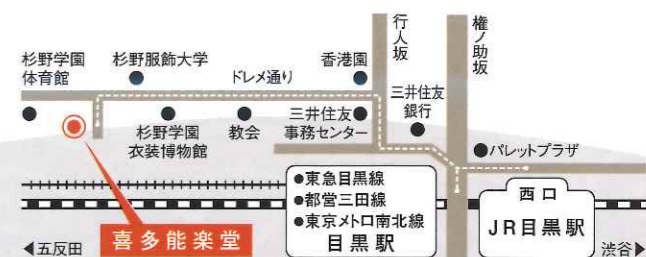 杉野学園
体育館
杉野服飾大学
ドレメ通り
香港園
行人坂
権ノ助坂
杉野学園
衣装博物館
教会
三井住友
事務センター
三井住友
銀行
パレットプラザ
●東急目黒線
●都営三田線
●東京メトロ南北線
目黒駅
西口
JR目黒駅
喜多能楽堂
◀五反田
渋谷▶